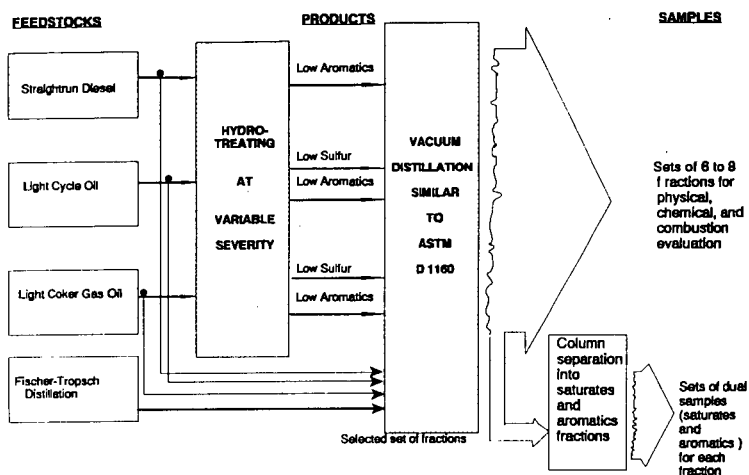 FEEDSTOCKS
PRODUCTS
SAMPLES
Straightrun Diesel
Light Cycle Oil
Light Coker Gas Oil
Fischer-Tropsch
Distillation
HYDRO-
TREATING
AT
VARIABLE
SEVERITY
Low Aromatics
Low Sulfur
Low Aromatics
Low Sulfur
Low Aromatics
VACUUM
DISTILLATION
SIMILAR
TO
ASTM
D 1160
Selected set of fractions
Sets of 6 to 8
f ractions for
physical,
chemical, and
combustion
evaluation
Column
separation
into
saturates
and
aromatics
fractions
Sets of dual
samples
(saturates
and
aromatics )
for each
fraction